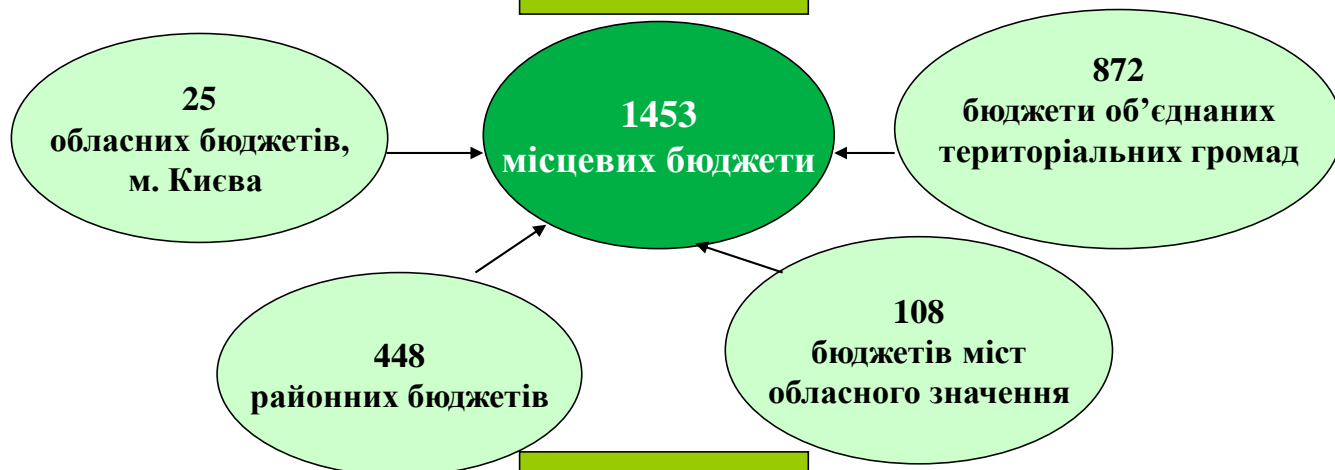 25
обласних бюджетів,
м. Києва
1453
місцевих бюджети
872
бюджети об’єднаних
територіальних громад
448
районних бюджетів
108
бюджетів міст
обласного значення